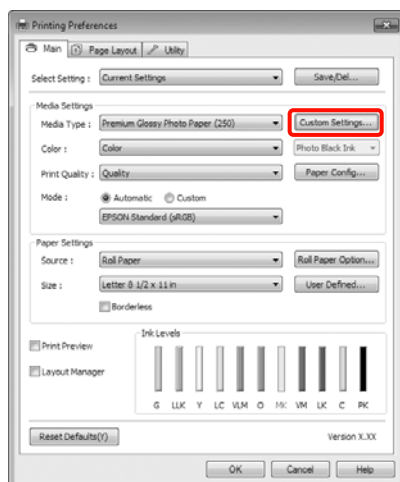 Printing Preferences
Main Page Layout Utility
Select Setting : Current Settings Save/Del...
Media Settings
Media Type : Premium Glossy Photo Paper (250) Custom Settings...
Color : Color Photo Black Ink
Print Quality : Quality Paper Config...
Mode : Automatic Custom
EPSON Standard (sRGB)
Paper Settings
Source : Roll Paper Roll Paper Option...
Size : Letter 8 1/2 x 11 in User Defined...
Borderless
Ink Levels
Print Preview
Layout Manager
G LLK Y LC VLM O MK VM LK C PK
Reset Defaults(Y) Version X.XX
OK Cancel Help